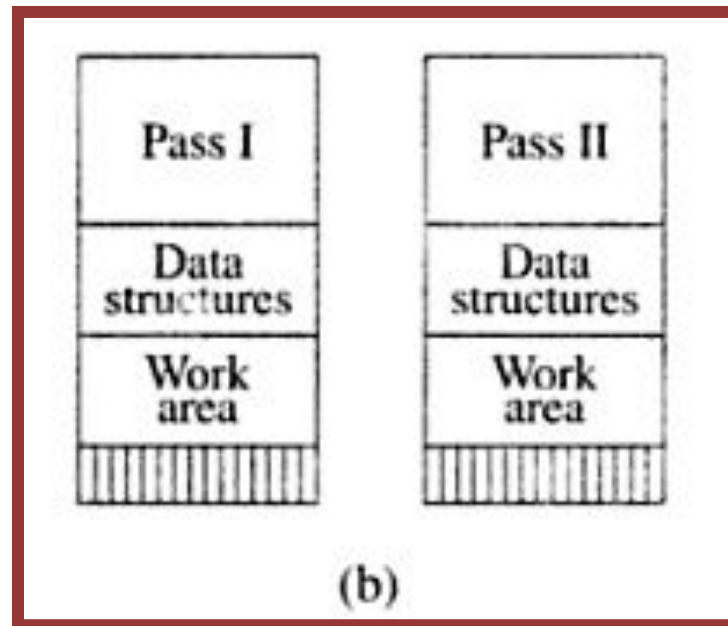 Pass I
Data
structures
Work
area
Pass II
Data
structures
Work
area
(b)